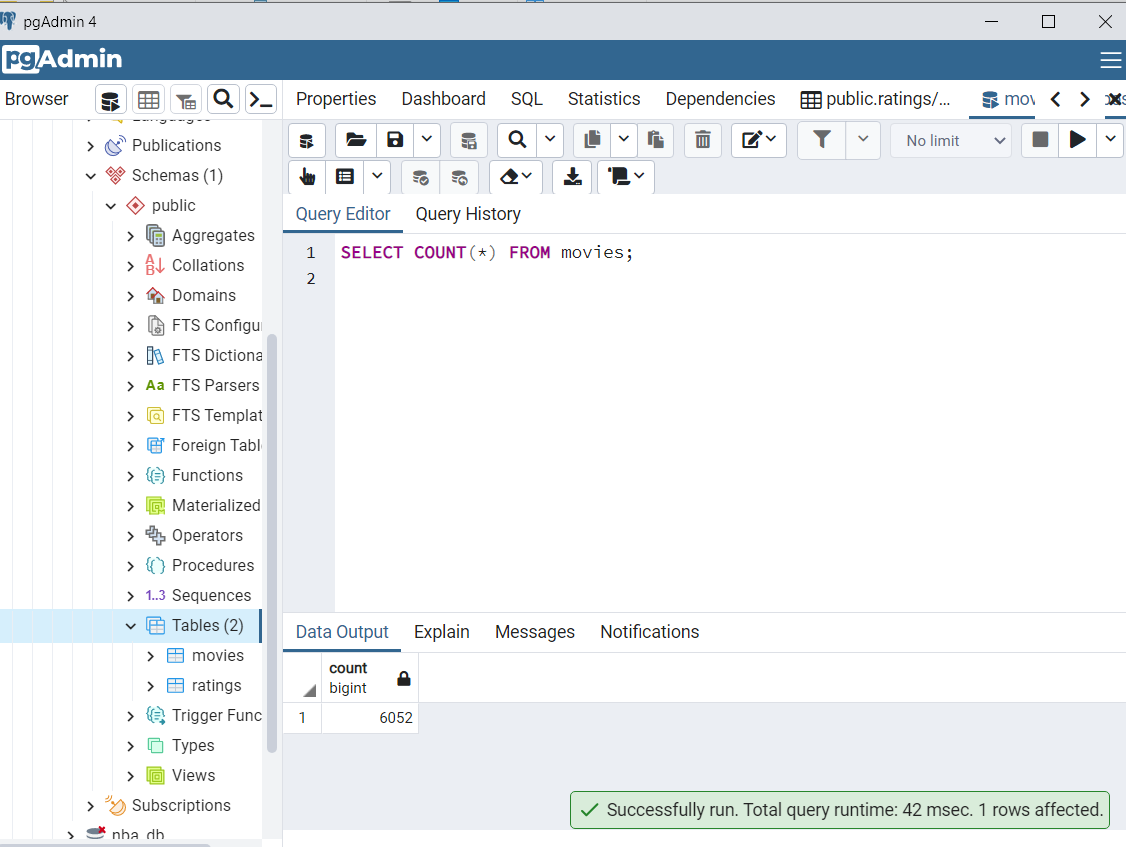 pgAdmin 4
pgAdmin
Browser
Properties
Dashboard
SQL
Statistics
Dependencies
public.ratings/...
mov
No limit
Publications
Schemas (1)
public
Aggregates
Collations
Domains
FTS Configu
FTS Dictiona
Aa FTS Parsers
FTS Templat
Foreign Tabl
Functions
Materialized
Operators
Procedures
1..3 Sequences
Tables (2)
movies
ratings
Trigger Func
Types
Views
Subscriptions
nba_db
Query Editor
Query History
1 SELECT COUNT(*) FROM movies;
2
Data Output
Explain
Messages
Notifications
count
bigint
1 6052
Successfully run. Total query runtime: 42 msec. 1 rows affected.